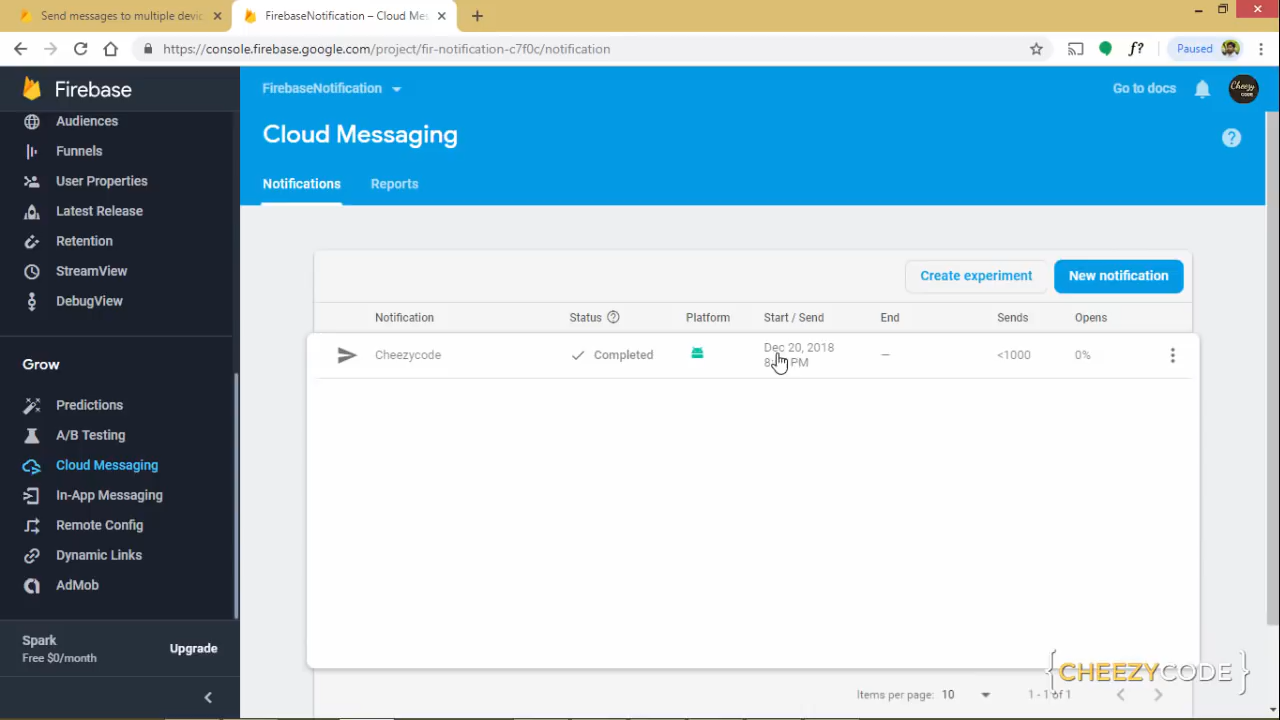 Send messages to multiple devic
FirebaseNotification – Cloud Mes
https://console.firebase.google.com/project/fir-notification-c7f0c/notification
f?
Paused
Firebase
FirebaseNotification
Go to docs
Cheezy
CODE
Cloud Messaging
?
Notifications
Reports
Audiences
Funnels
User Properties
Latest Release
Retention
StreamView
DebugView
Grow
Predictions
A/B Testing
Cloud Messaging
In-App Messaging
Remote Config
Dynamic Links
AdMob
Spark
Free $0/month
Upgrade
Create experiment
New notification
Notification
Status
Platform
Start / Send
End
Sends
Opens
Cheezycode
Completed
Dec 20, 2018
PM
–
<1000
0%
{CHEEZYCODE}
Items per page: 10
1 - 1 of 1